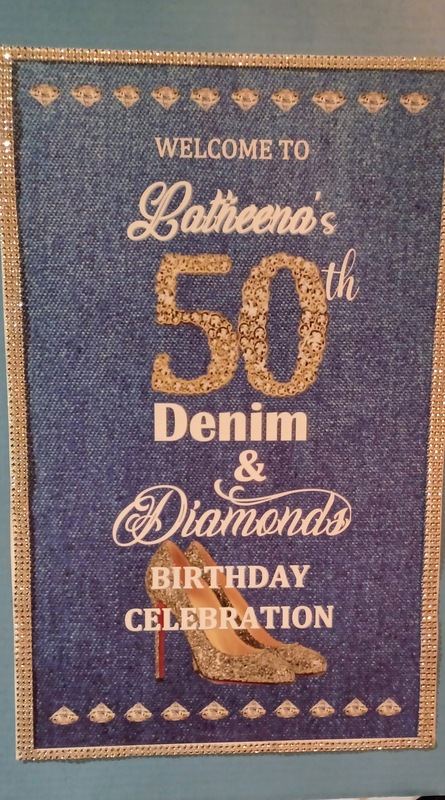 WELCOME TO
Latheena's
50th
Denim
&
Diamonds
BIRTHDAY
CELEBRATION